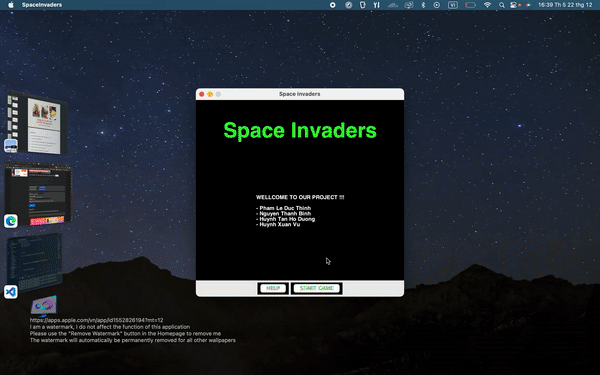 SpaceInvaders
VI
16:39 Th 5 22 thg 12
Space Invaders
Space Invaders
WELLCOME TO OUR PROJECT !!!
- Pham Le Duc Thinh
- Nguyen Thanh Binh
- Huynh Tan Ho Duong
- Huynh Xuan Vu
HELP
START GAME
https://apps.apple.com/vn/app/id1552826194?mt=12
I am a watermark, I do not affect the function of this application
Please use the "Remove Watermark" button in the Homepage to remove me
The watermark will automatically be permanently removed for all other wallpapers